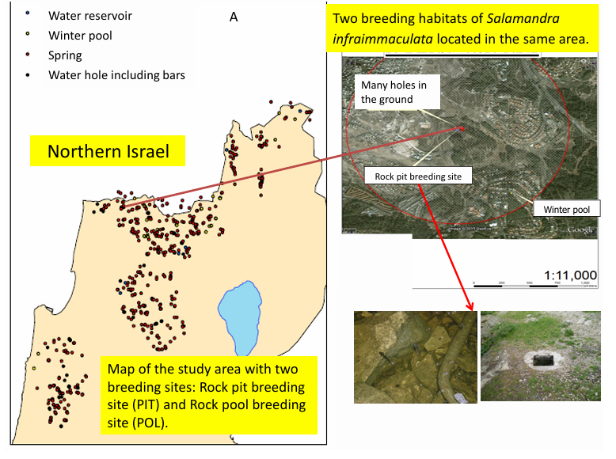 A
Water reservoir
Winter pool
Spring
Water hole including bars
Northern Israel
Map of the study area with two
breeding sites: Rock pit breeding
site (PIT) and Rock pool breeding
site (POL).
Two breeding habitats of Salamandra
infraimmaculata located in the same area.
Many holes in
the ground
Rock pit breeding site
Winter pool
Google
1:11,000